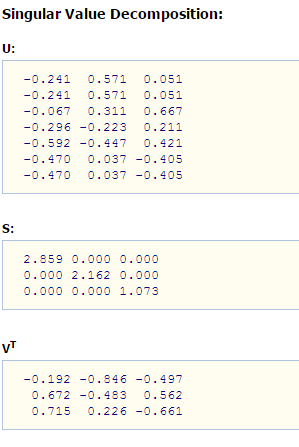 Singular Value Decomposition:
U:
-0.241 0.571 0.051
-0.241 0.571 0.051
-0.067 0.311 0.667
-0.296 -0.223 0.211
-0.592 -0.447 0.421
-0.470 0.037 -0.405
-0.470 0.037 -0.405
S:
2.859 0.000 0.000
0.000 2.162 0.000
0.000 0.000 1.073
Vᵀ
-0.192 -0.846 -0.497
0.672 -0.483 0.562
0.715 0.226 -0.661